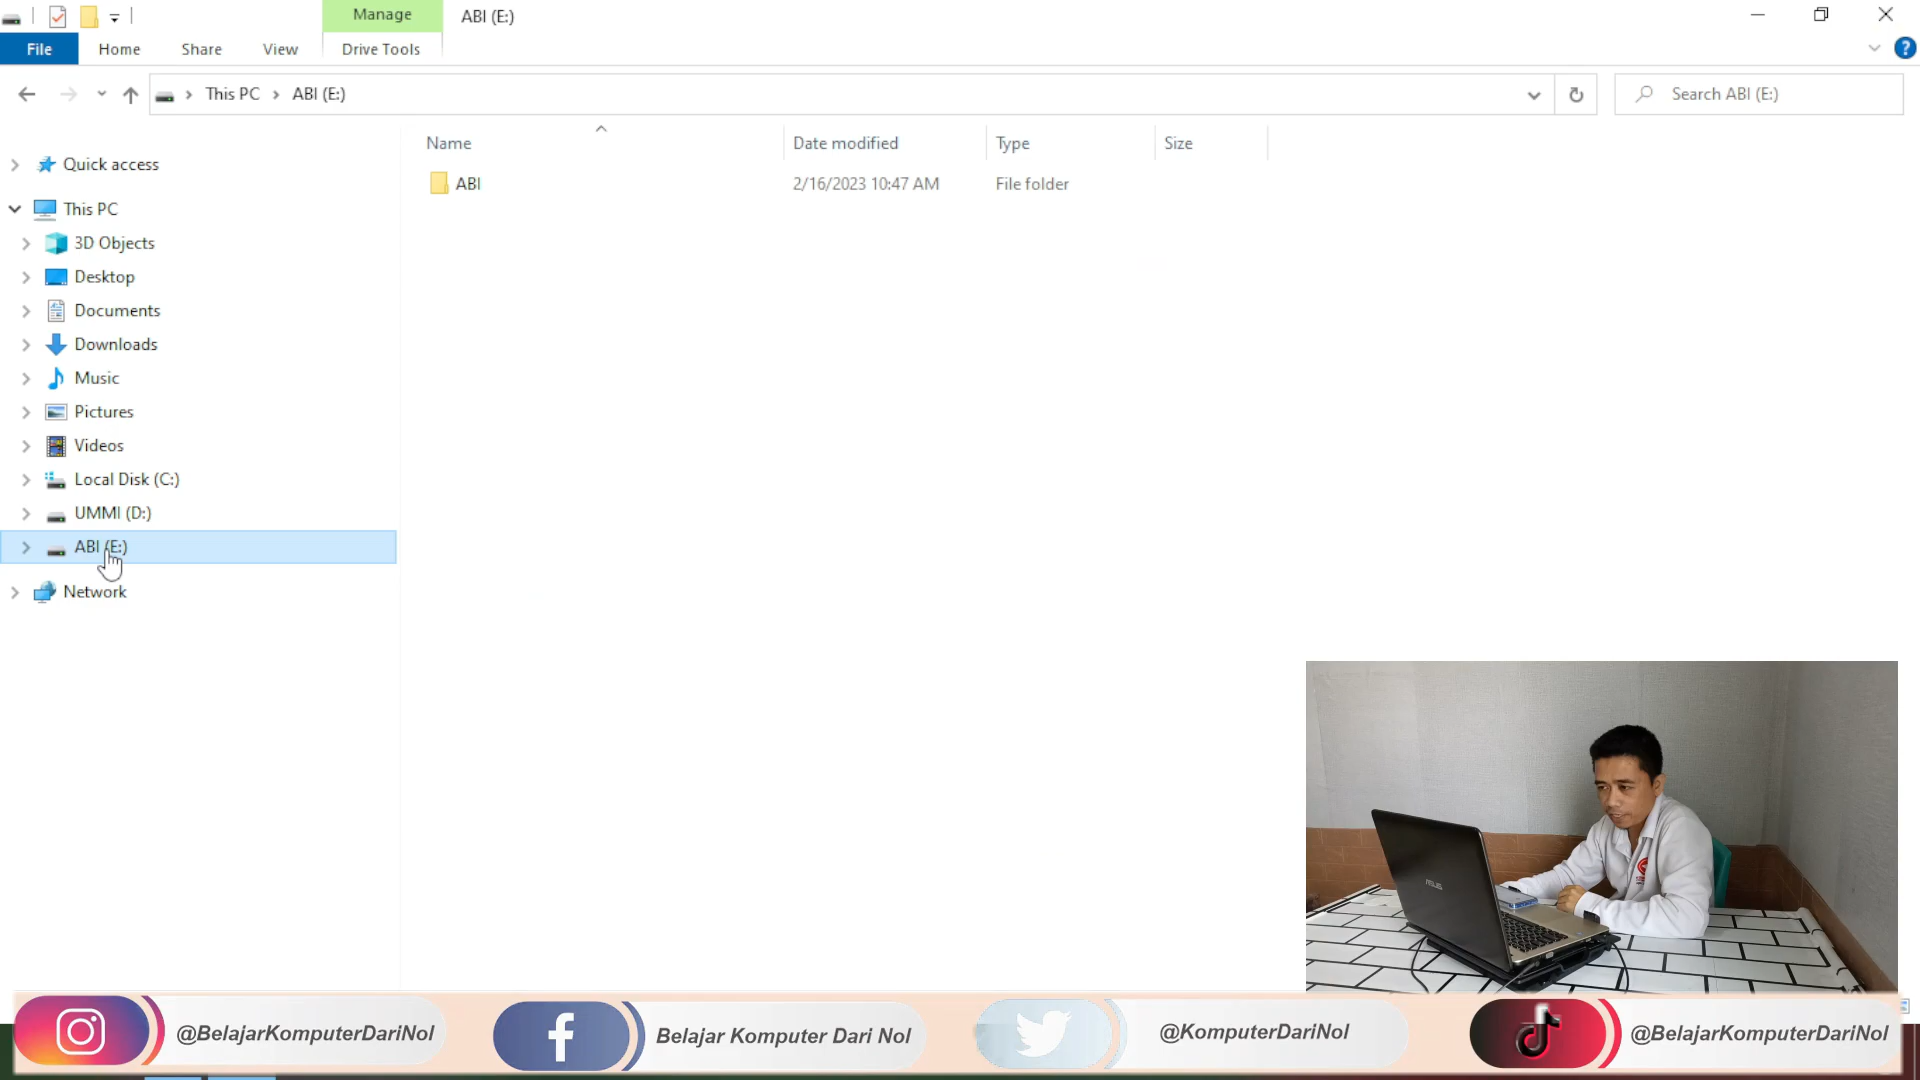 Manage
ABI (E:)
File
Home
Share
View
Drive Tools
?
This PC
ABI (E:)
Search ABI (E:)
Name
Date modified
Type
Size
ABI
2/16/2023 10:47 AM
File folder
Quick access
This PC
3D Objects
Desktop
Documents
Downloads
Music
Pictures
Videos
Local Disk (C:)
UMMI (D:)
ABI (E:)
Network
ASUS
@BelajarKomputerDariNol
Belajar Komputer Dari Nol
@KomputerDariNol
@BelajarKomputerDariNol